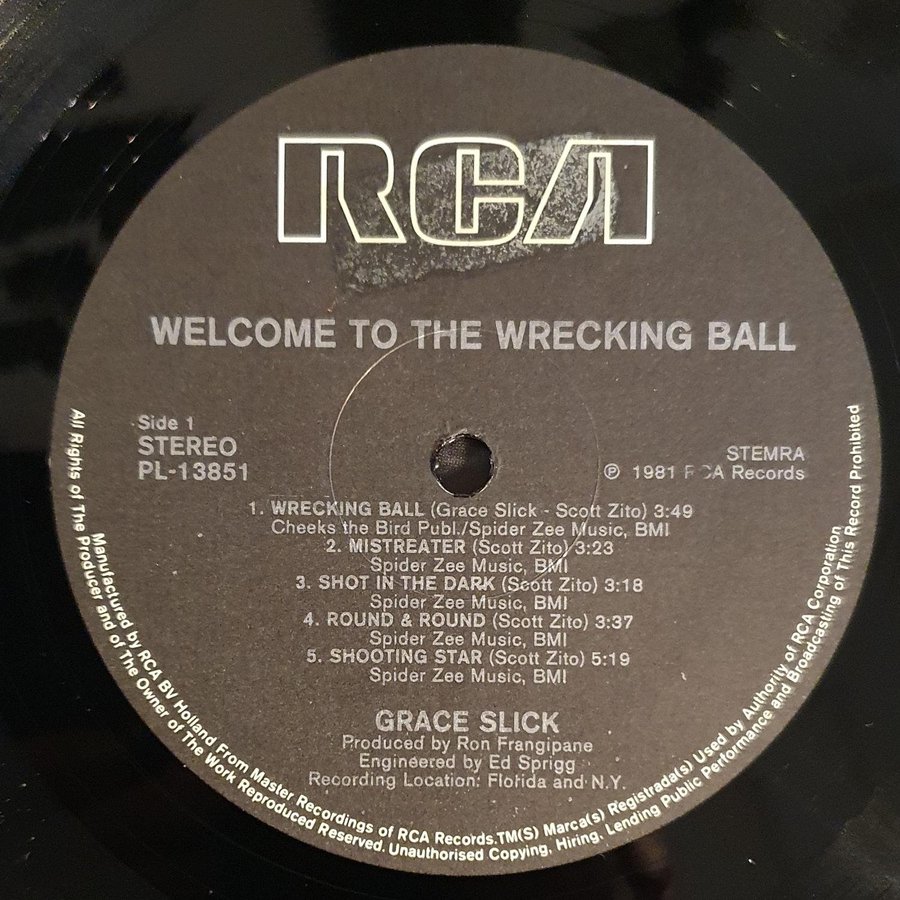 RCA
WELCOME TO THE WRECKING BALL
Side 1
STEREO
PL-13851
STEMRA
℗ 1981 RCA Records
1. WRECKING BALL (Grace Slick - Scott Zito) 3:49
Cheeks the Bird Publ./Spider Zee Music, BMI
2. MISTREATER (Scott Zito) 3:23
Spider Zee Music, BMI
3. SHOT IN THE DARK (Scott Zito) 3:18
Spider Zee Music, BMI
4. ROUND & ROUND (Scott Zito) 3:37
Spider Zee Music, BMI
5. SHOOTING STAR (Scott Zito) 5:19
Spider Zee Music, BMI
GRACE SLICK
Produced by Ron Frangipane
Engineered by Ed Sprigg
Recording Location: Florida and N.Y.
Manufactured by RCA BV Holland From Master Recordings of RCA Records.TM(S) Marca(s) Registrada(s) Used by Authority of RCA Corporation
All Rights of The Producer and of The Owner of The Work Reproduced Reserved. Unauthorised Copying, Hiring, Lending Public Performance and Broadcasting of This Record Prohibited